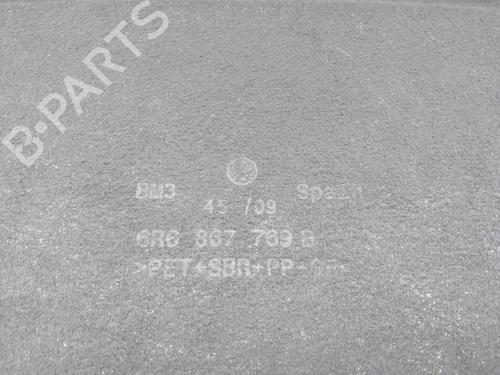 B-PARTS
BM3 Spain
45 /09
6R6 867 769 B
>PET*SBR*PP-